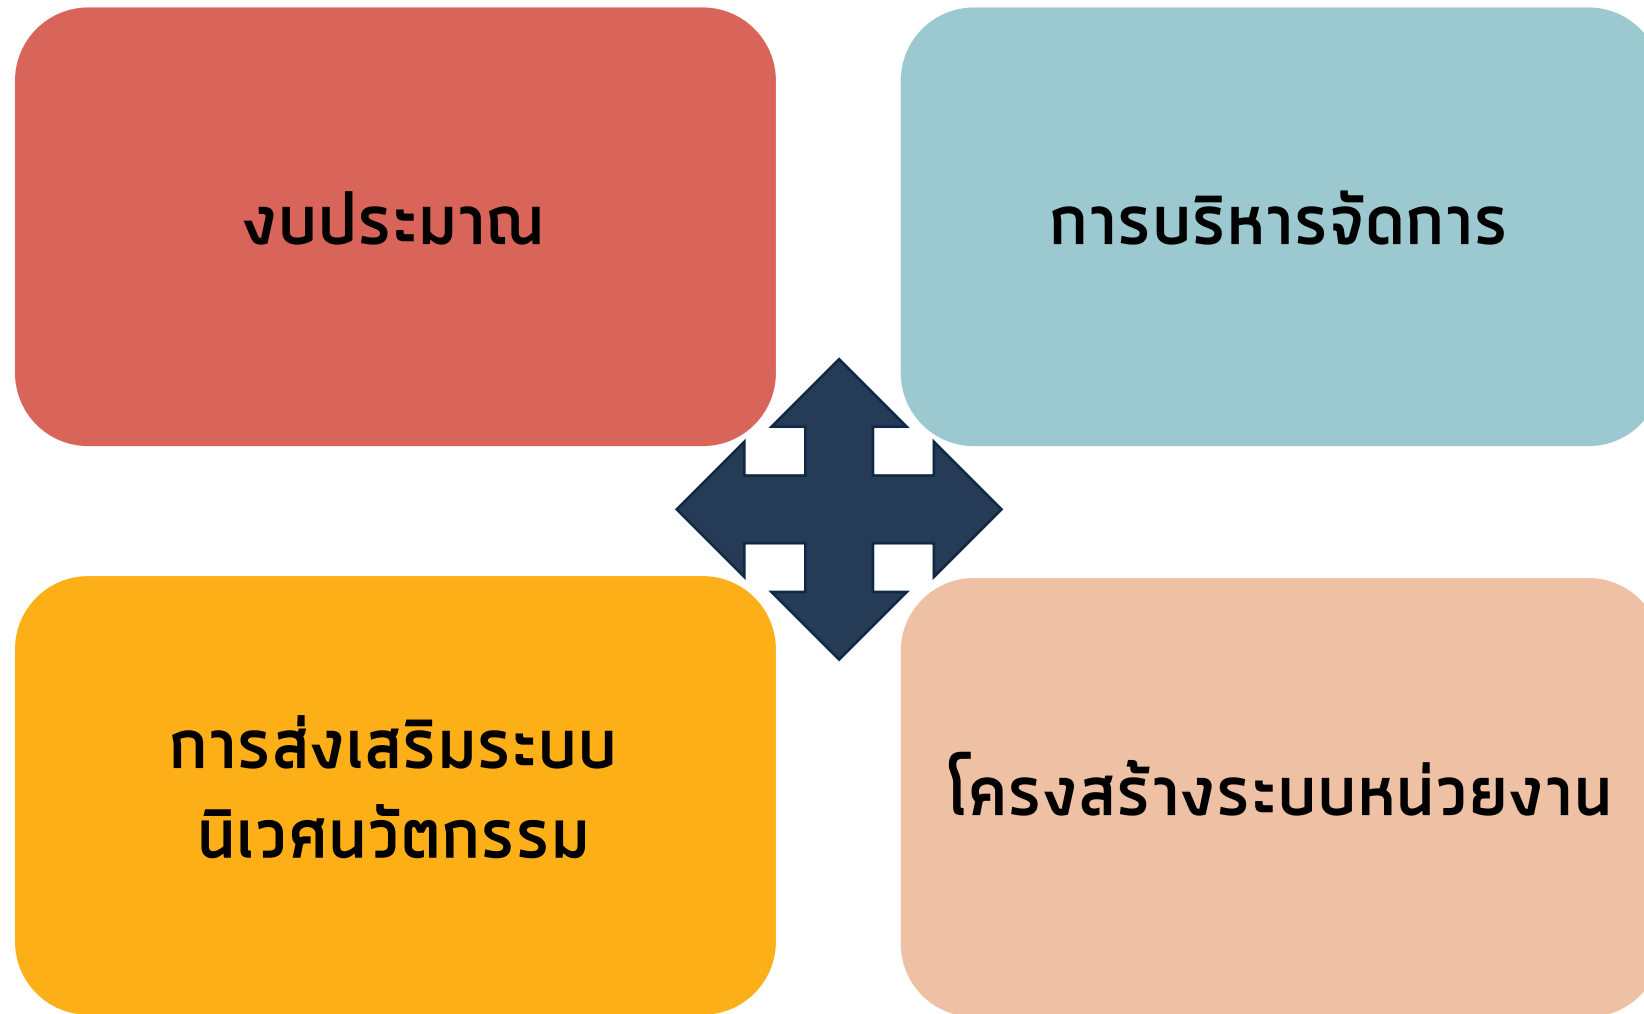 งบประมาณ
การบริหารจัดการ
การส่งเสริมระบบ
นิเวศนวัตกรรม
โครงสร้างระบบหน่วยงาน